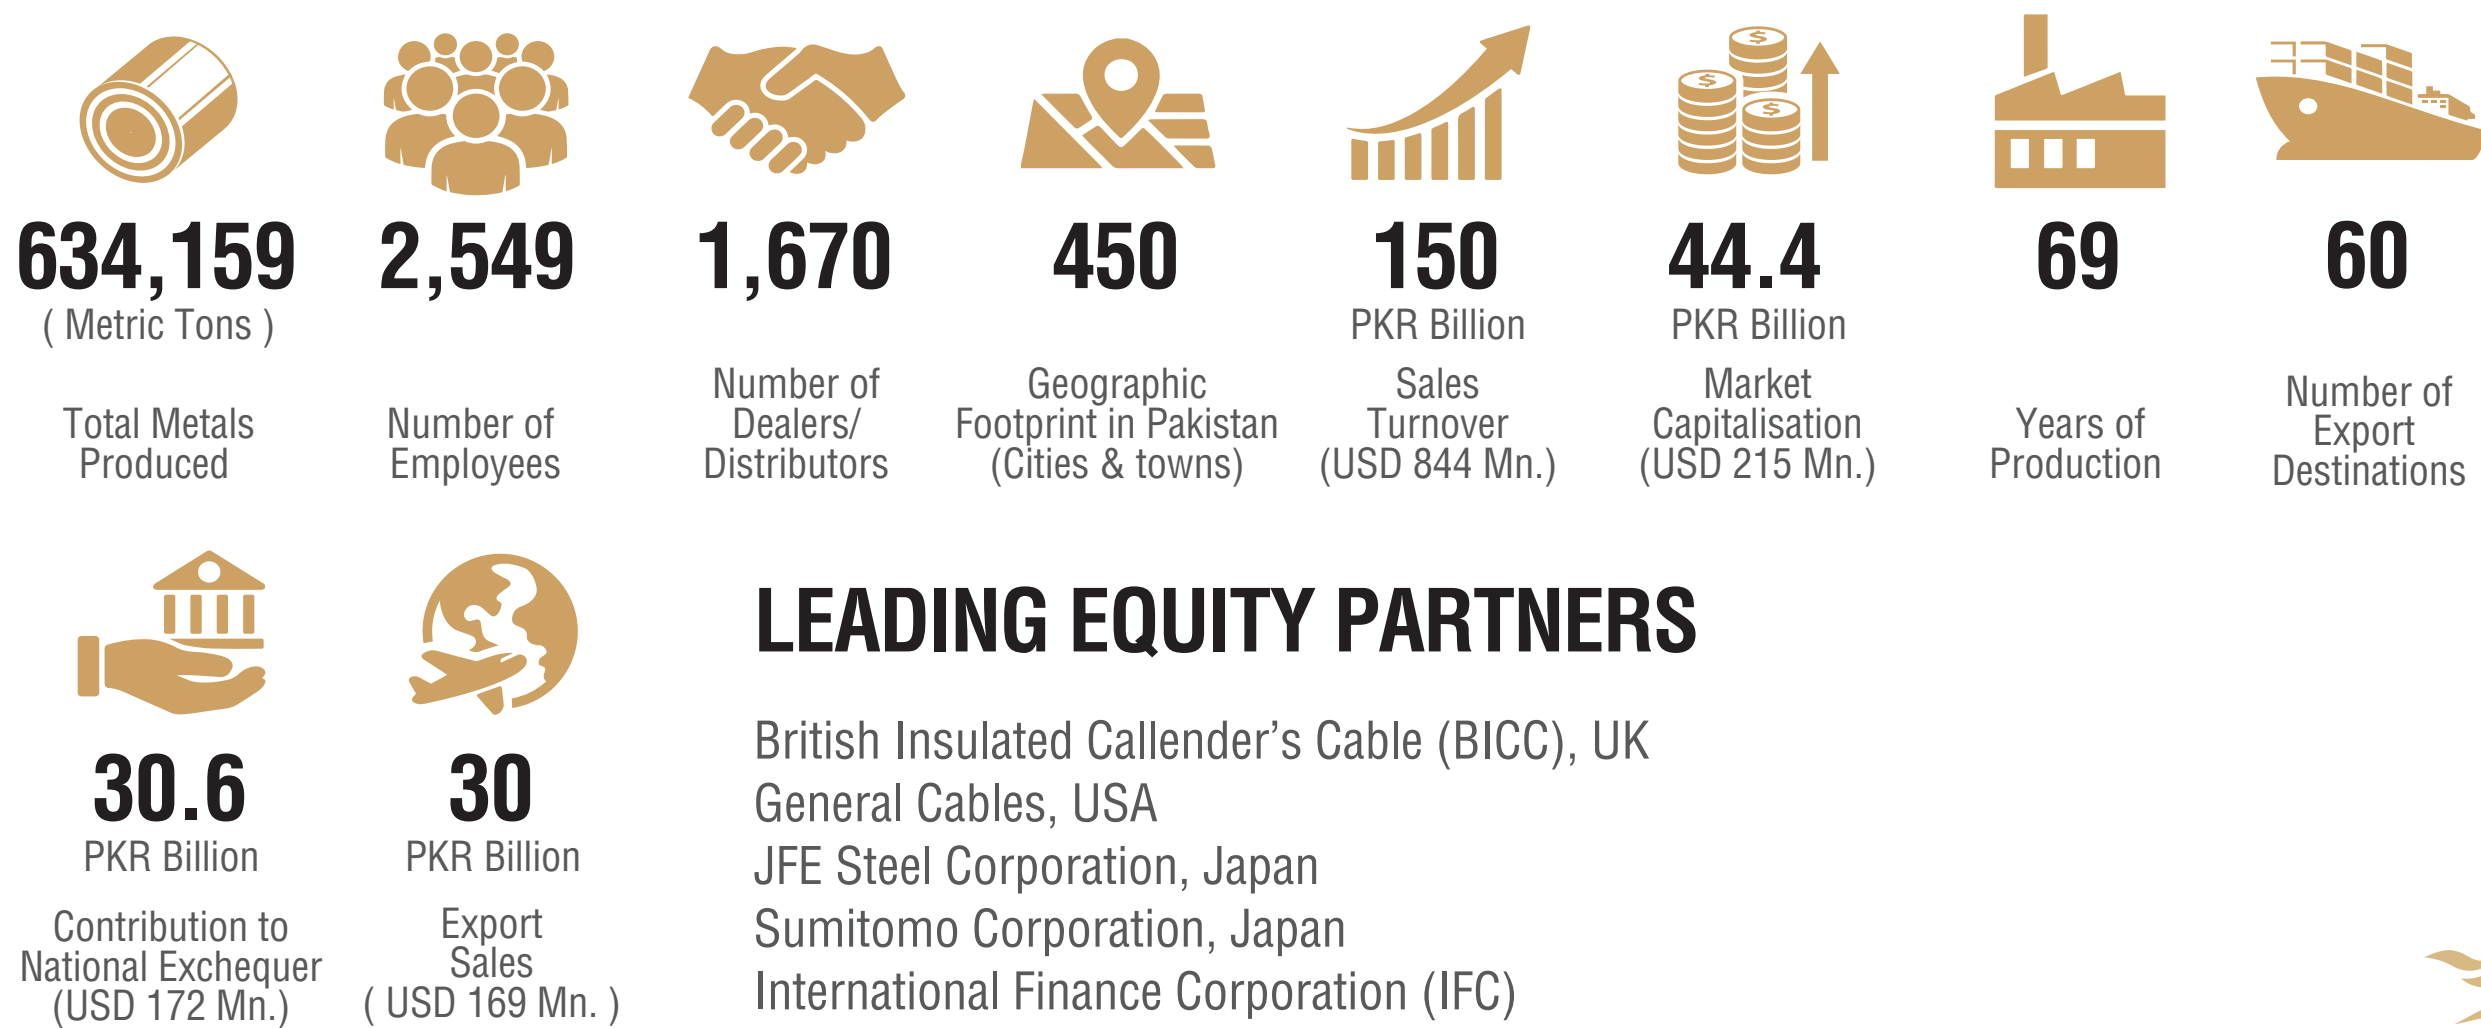 634,159
( Metric Tons )
Total Metals
Produced
2,549
Number of
Employees
1,670
Number of
Dealers/
Distributors
450
Geographic
Footprint in Pakistan
(Cities & towns)
150
PKR Billion
Sales
Turnover
(USD 844 Mn.)
44.4
PKR Billion
Market
Capitalisation
(USD 215 Mn.)
69
Years of
Production
60
Number of
Export
Destinations
30.6
PKR Billion
Contribution to
National Exchequer
(USD 172 Mn.)
30
PKR Billion
Export
Sales
( USD 169 Mn. )
LEADING EQUITY PARTNERS
British Insulated Callender’s Cable (BICC), UK
General Cables, USA
JFE Steel Corporation, Japan
Sumitomo Corporation, Japan
International Finance Corporation (IFC)